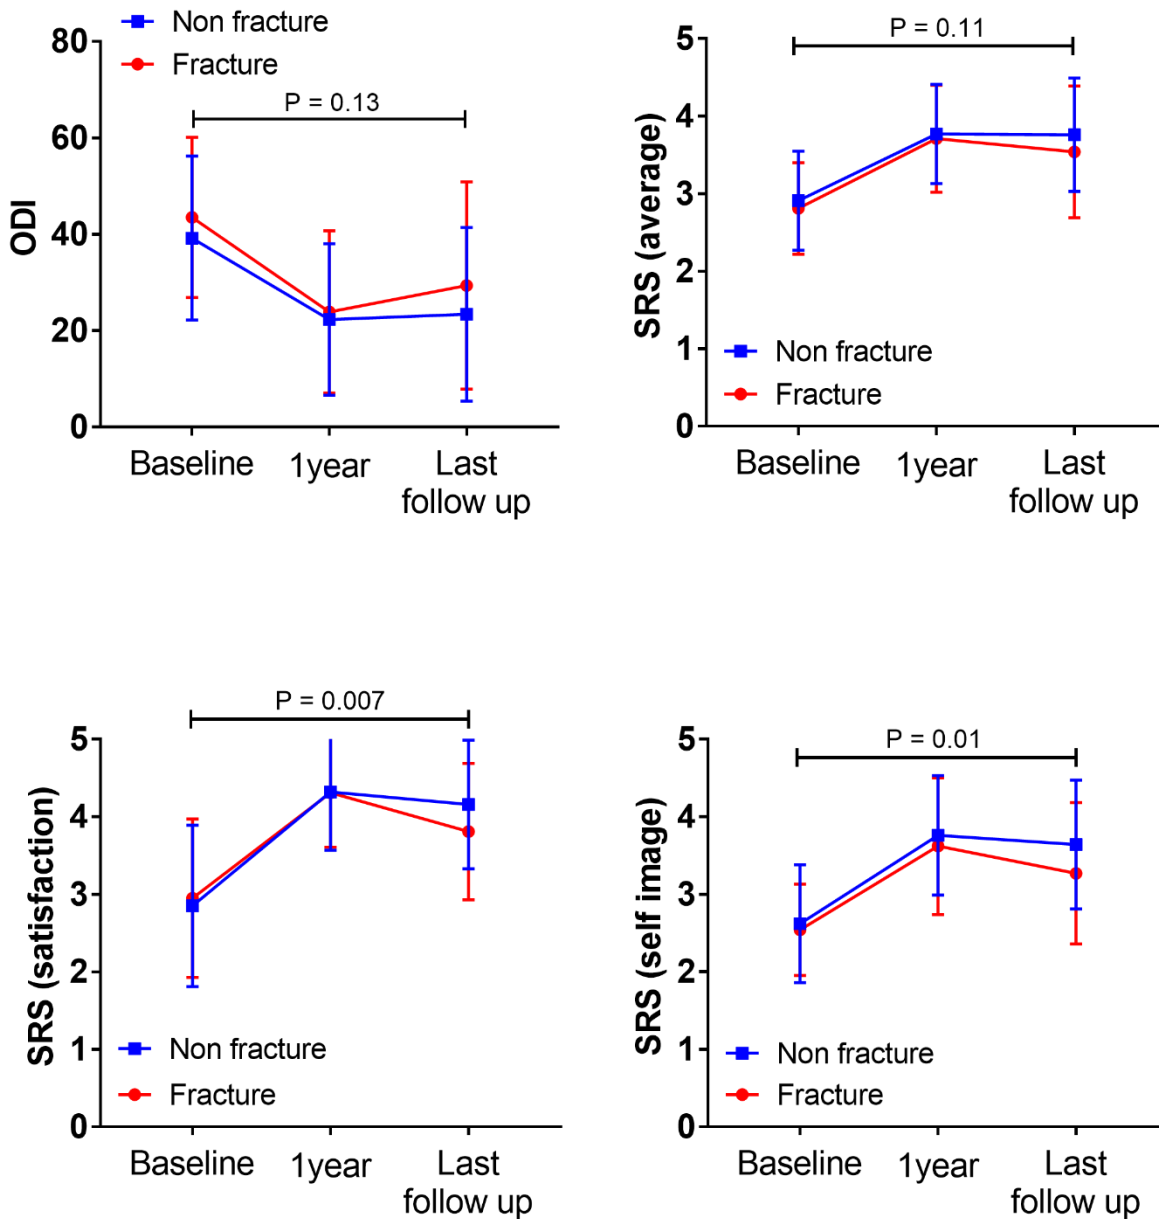 Non fracture
Fracture
P = 0.13
80
60
40
20
0
ODI
Baseline
1year
Last
follow up
P = 0.11
5
4
3
2
1
0
SRS (average)
Non fracture
Fracture
Baseline
1year
Last
follow up
P = 0.007
5
4
3
2
1
0
SRS (satisfaction)
Non fracture
Fracture
Baseline
1year
Last
follow up
P = 0.01
5
4
3
2
1
0
SRS (self image)
Non fracture
Fracture
Baseline
1year
Last
follow up